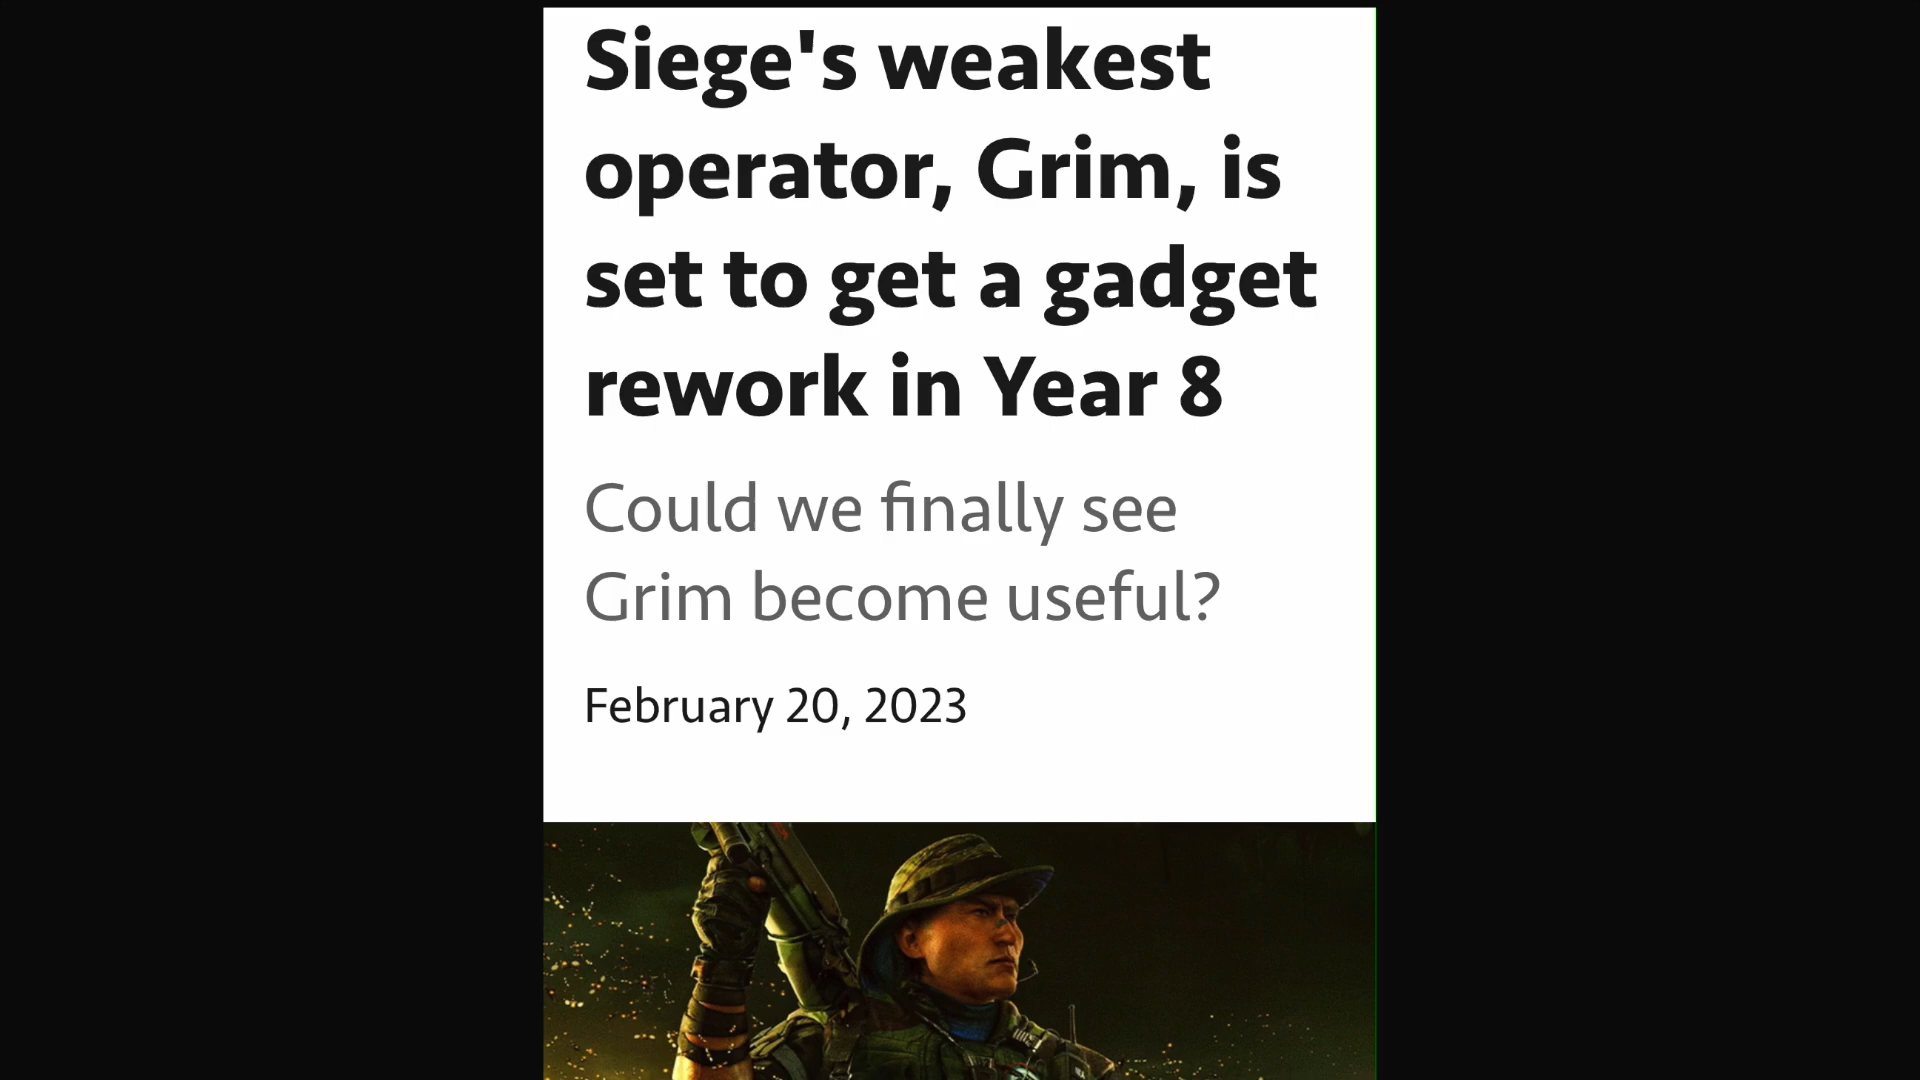 Siege's weakest
operator, Grim, is
set to get a gadget
rework in Year 8
Could we finally see
Grim become useful?
February 20, 2023